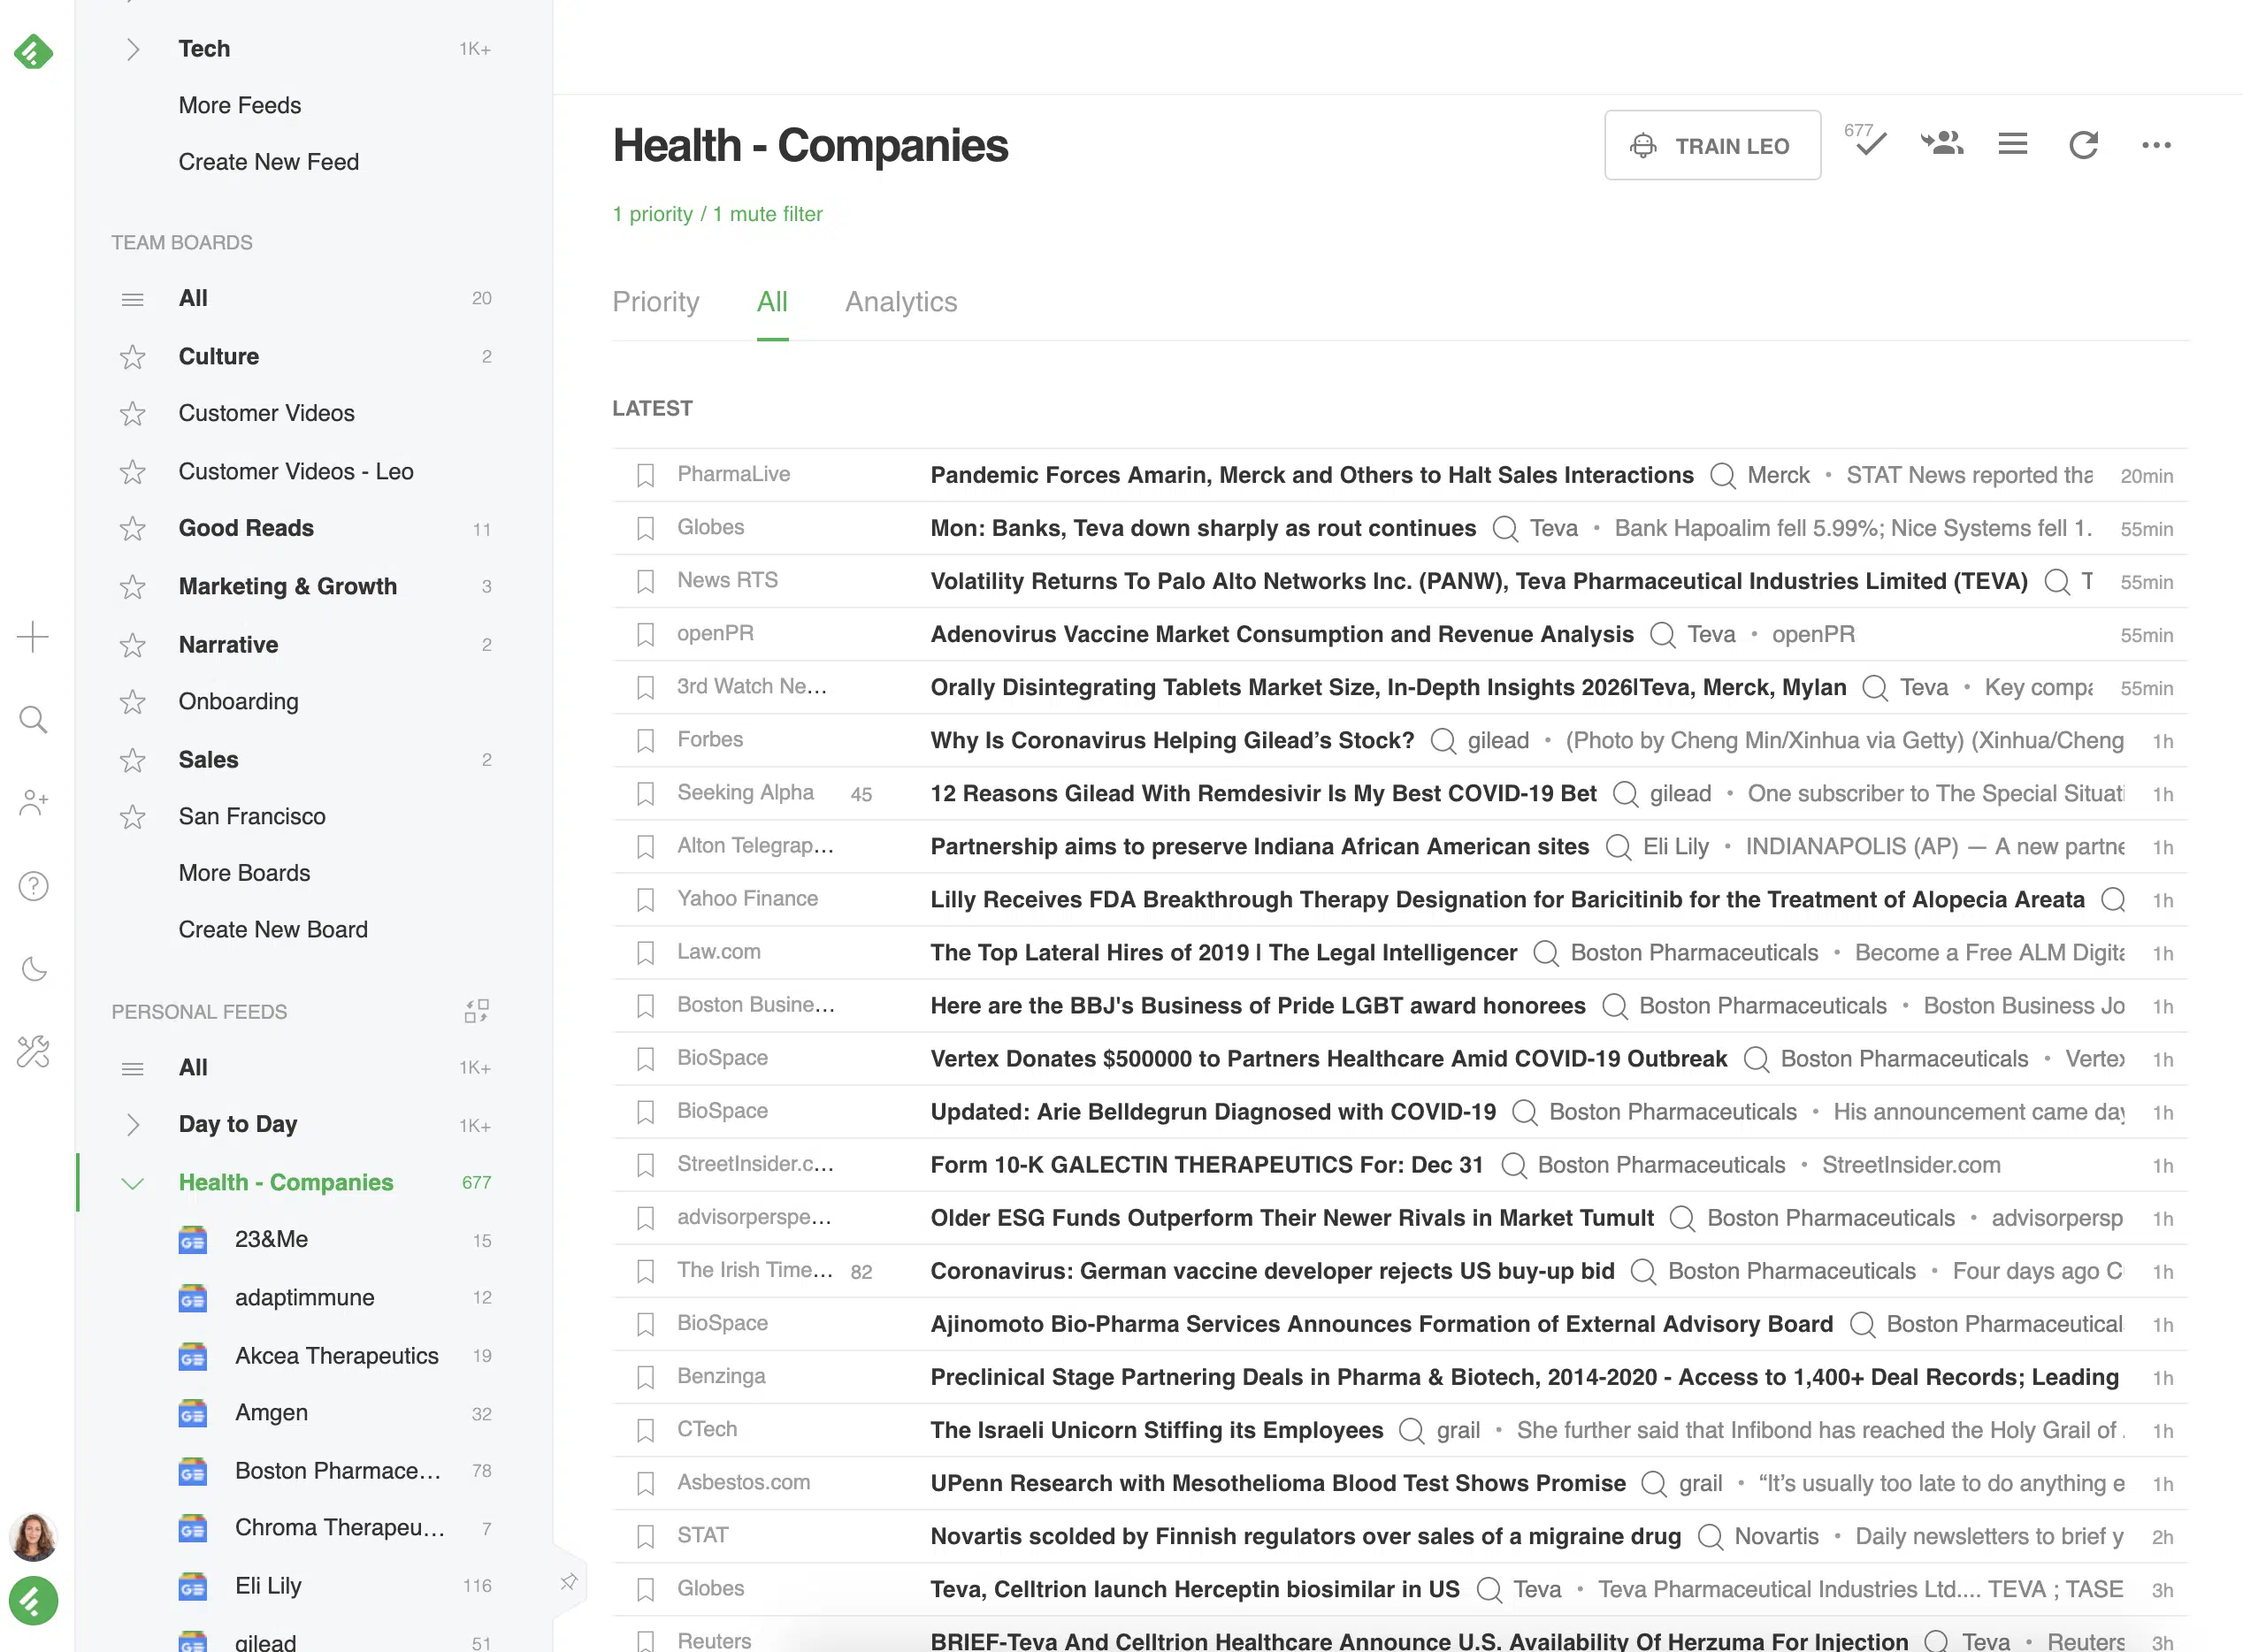 Tech 1K+
More Feeds
Create New Feed
TEAM BOARDS
All 20
Culture 2
Customer Videos
Customer Videos - Leo
Good Reads 11
Marketing & Growth 3
Narrative 2
Onboarding
Sales 2
San Francisco
More Boards
Create New Board
PERSONAL FEEDS
All 1K+
Day to Day 1K+
Health - Companies 677
23&Me 15
adaptimmune 12
Akcea Therapeutics 19
Amgen 32
Boston Pharmace... 78
Chroma Therapeu... 7
Eli Lily 116
gilead 51
Health - Companies
TRAIN LEO
677
1 priority / 1 mute filter
Priority All Analytics
LATEST
PharmaLive Pandemic Forces Amarin, Merck and Others to Halt Sales Interactions Merck • STAT News reported tha 20min
Globes Mon: Banks, Teva down sharply as rout continues Teva • Bank Hapoalim fell 5.99%; Nice Systems fell 1. 55min
News RTS Volatility Returns To Palo Alto Networks Inc. (PANW), Teva Pharmaceutical Industries Limited (TEVA) T 55min
openPR Adenovirus Vaccine Market Consumption and Revenue Analysis Teva • openPR 55min
3rd Watch Ne... Orally Disintegrating Tablets Market Size, In-Depth Insights 2026|Teva, Merck, Mylan Teva • Key compa 55min
Forbes Why Is Coronavirus Helping Gilead’s Stock? gilead • (Photo by Cheng Min/Xinhua via Getty) (Xinhua/Cheng 1h
Seeking Alpha 45 12 Reasons Gilead With Remdesivir Is My Best COVID-19 Bet gilead • One subscriber to The Special Situati 1h
Alton Telegrap... Partnership aims to preserve Indiana African American sites Eli Lily • INDIANAPOLIS (AP) — A new partne 1h
Yahoo Finance Lilly Receives FDA Breakthrough Therapy Designation for Baricitinib for the Treatment of Alopecia Areata 1h
Law.com The Top Lateral Hires of 2019 | The Legal Intelligencer Boston Pharmaceuticals • Become a Free ALM Digita 1h
Boston Busine... Here are the BBJ's Business of Pride LGBT award honorees Boston Pharmaceuticals • Boston Business Jo 1h
BioSpace Vertex Donates $500000 to Partners Healthcare Amid COVID-19 Outbreak Boston Pharmaceuticals • Vertex 1h
BioSpace Updated: Arie Belldegrun Diagnosed with COVID-19 Boston Pharmaceuticals • His announcement came day 1h
StreetInsider.c... Form 10-K GALECTIN THERAPEUTICS For: Dec 31 Boston Pharmaceuticals • StreetInsider.com 1h
advisorperspe... Older ESG Funds Outperform Their Newer Rivals in Market Tumult Boston Pharmaceuticals • advisorpersp 1h
The Irish Time... 82 Coronavirus: German vaccine developer rejects US buy-up bid Boston Pharmaceuticals • Four days ago C 1h
BioSpace Ajinomoto Bio-Pharma Services Announces Formation of External Advisory Board Boston Pharmaceutical 1h
Benzinga Preclinical Stage Partnering Deals in Pharma & Biotech, 2014-2020 - Access to 1,400+ Deal Records; Leading 1h
CTech The Israeli Unicorn Stiffing its Employees grail • She further said that Infibond has reached the Holy Grail of . 1h
Asbestos.com UPenn Research with Mesothelioma Blood Test Shows Promise grail • “It’s usually too late to do anything e 1h
STAT Novartis scolded by Finnish regulators over sales of a migraine drug Novartis • Daily newsletters to brief y 2h
Globes Teva, Celltrion launch Herceptin biosimilar in US Teva • Teva Pharmaceutical Industries Ltd.... TEVA ; TASE 3h
Reuters BRIEF-Teva And Celltrion Healthcare Announce U.S. Availability Of Herzuma For Injection Teva • Reuters 3h